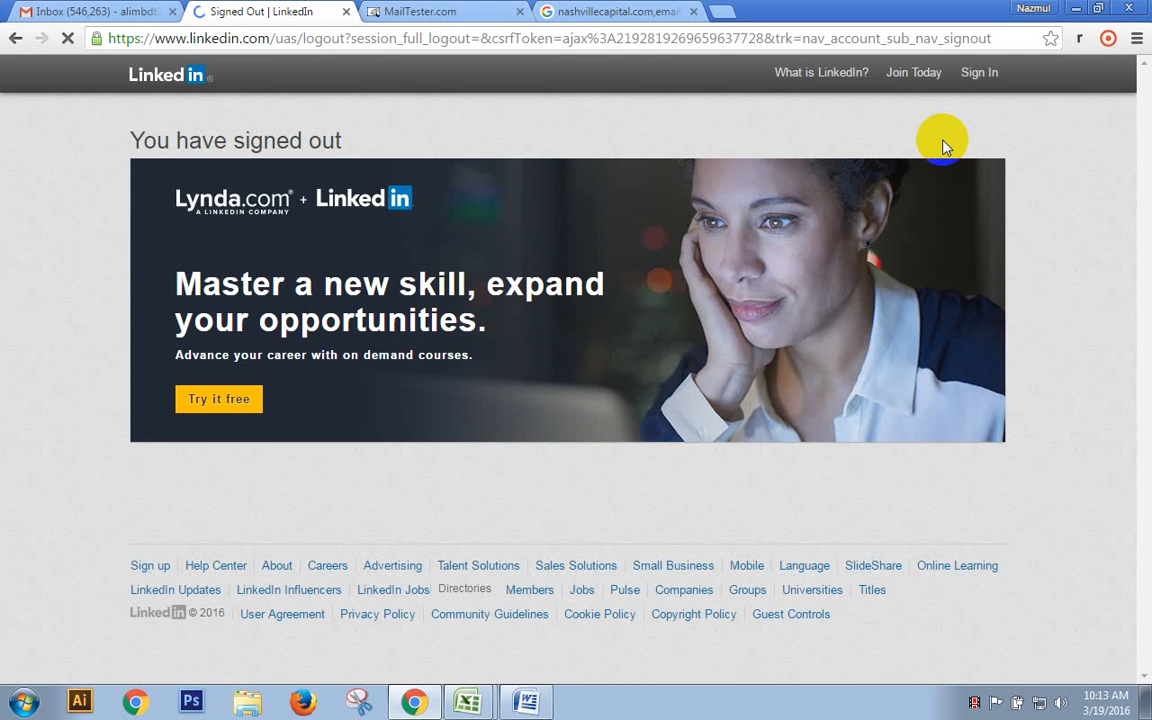 Inbox (546,263) - alimbdt
Signed Out | LinkedIn
MailTester.com
nashvillecapital.com,emai
Nazmul
https://www.linkedin.com/uas/logout?session_full_logout=&csrfToken=ajax%3A2192819269659637728&trk=nav_account_sub_nav_signout
Linked in
What is LinkedIn?
Join Today
Sign In
You have signed out
Lynda.com® + Linked in
A LINKEDIN COMPANY
Master a new skill, expand
your opportunities.
Advance your career with on demand courses.
Try it free
Sign up Help Center About Careers Advertising Talent Solutions Sales Solutions Small Business Mobile Language SlideShare Online Learning
LinkedIn Updates LinkedIn Influencers LinkedIn Jobs Directories Members Jobs Pulse Companies Groups Universities Titles
Linked in © 2016 User Agreement Privacy Policy Community Guidelines Cookie Policy Copyright Policy Guest Controls
Ai
Ps
10:13 AM
3/19/2016